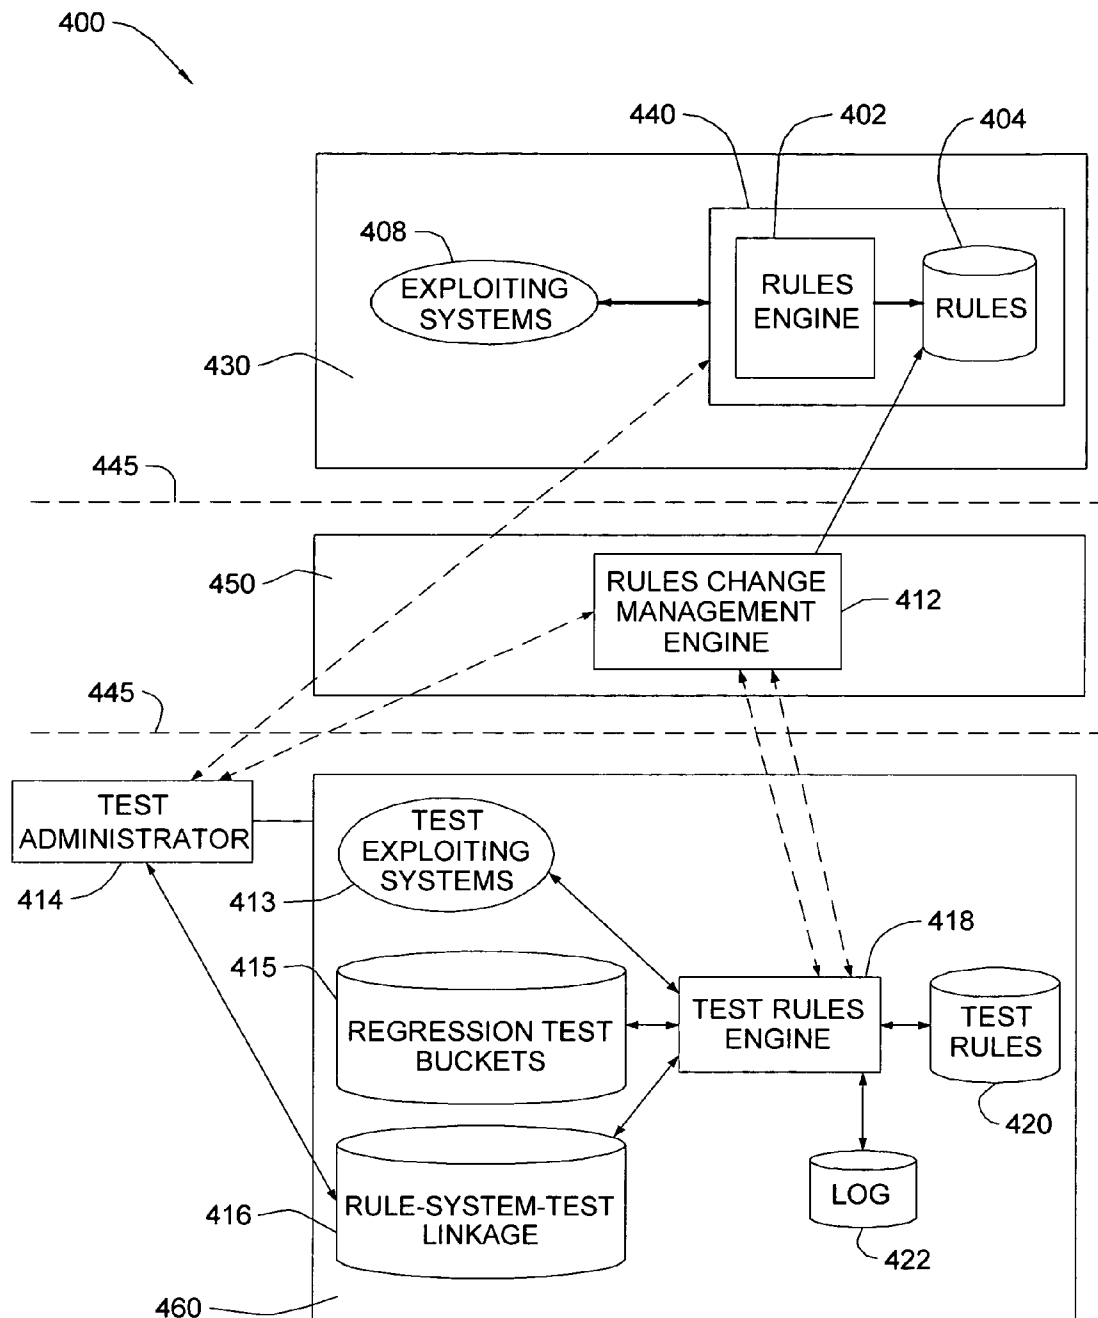 400
440
402
404
408
EXPLOITING
SYSTEMS
RULES
ENGINE
RULES
430
445
450
RULES CHANGE
MANAGEMENT
ENGINE
412
445
TEST
ADMINISTRATOR
414
TEST
EXPLOITING
SYSTEMS
413
418
415
REGRESSION TEST
BUCKETS
TEST RULES
ENGINE
TEST
RULES
420
RULE-SYSTEM-TEST
LINKAGE
416
LOG
422
460